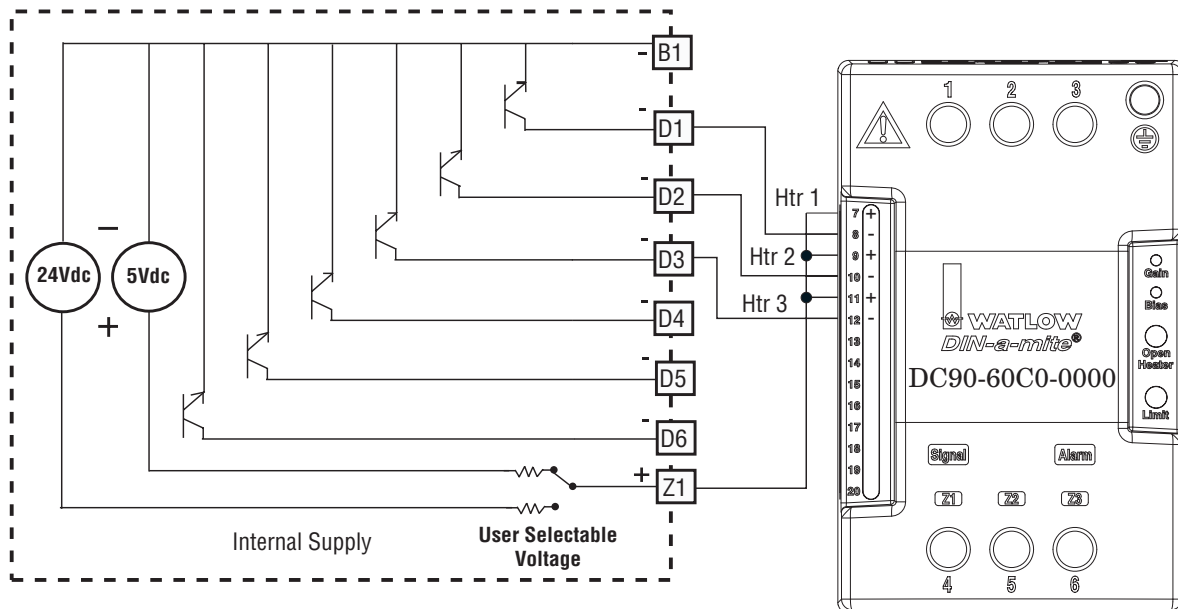 - B1
- D1
- D2
- D3
- D4
- D5
- D6
+ Z1
24Vdc
5Vdc
−
+
Internal Supply
User Selectable
Voltage
Htr 1
Htr 2
Htr 3
1 2 3
7 +
8 -
9 +
10 -
11 +
12 -
13
14
15
16
17
18
19
20
WATLOW
DIN-a-mite®
DC90-60C0-0000
Gain
Bias
Open
Heater
Limit
Signal Alarm
Z1 Z2 Z3
4 5 6